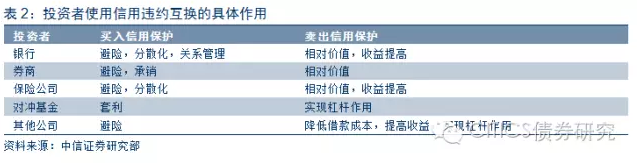 表 2：投资者使用信用违约互换的具体作用
投资者 买入信用保护 卖出信用保护
银行 避险，分散化，关系管理 相对价值，收益提高
券商 避险，承销 相对价值
保险公司 避险，分散化 相对价值，收益提高
对冲基金 套利 实现杠杆作用
其他公司 避险 降低借款成本，提高收益 现杠杆作用
CITICS债券研究
资料来源：中信证券研究部